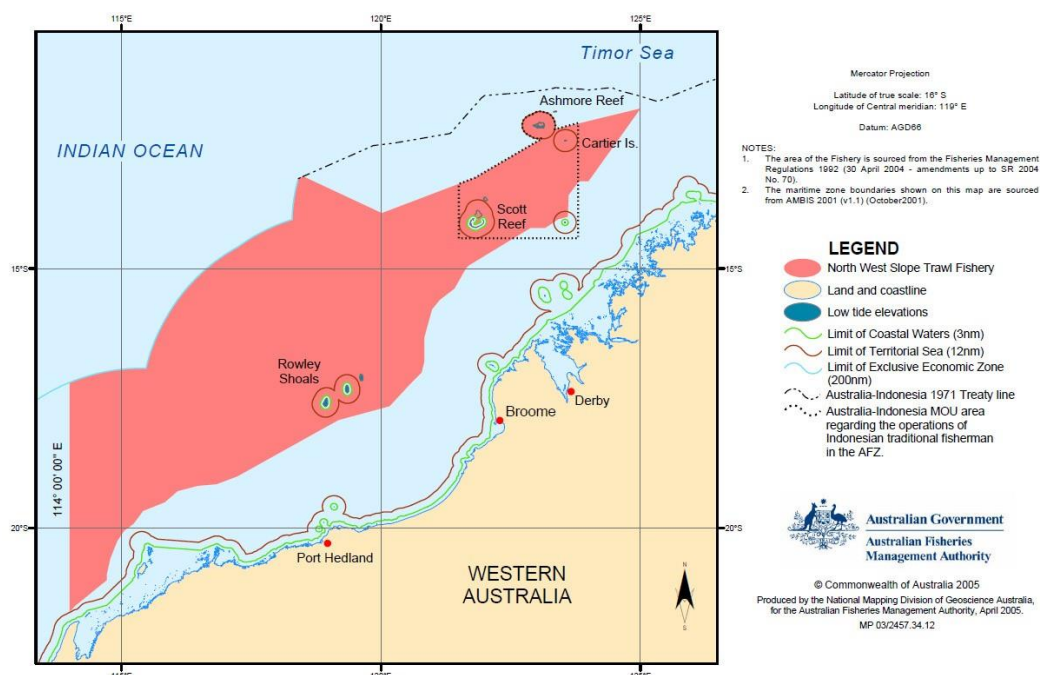 115°E
120°E
125°E
Timor Sea
Ashmore Reef
INDIAN OCEAN
Cartier Is.
Scott
Reef
15°S
15°S
Rowley
Shoals
Derby
Broome
114° 00' 00" E
20°S
20°S
Port Hedland
WESTERN
AUSTRALIA
N
S
115°E
120°E
125°E
Mercator Projection
Latitude of true scale: 16° S
Longitude of Central meridian: 119° E
Datum: AGD66
NOTES:
1. The area of the Fishery is sourced from the Fisheries Management
Regulations 1992 (30 April 2004 - amendments up to SR 2004
No. 70).
2. The maritime zone boundaries shown on this map are sourced
from AMBIS 2001 (v1.1) (October2001).
LEGEND
North West Slope Trawl Fishery
Land and coastline
Low tide elevations
Limit of Coastal Waters (3nm)
Limit of Territorial Sea (12nm)
Limit of Exclusive Economic Zone
(200nm)
Australia-Indonesia 1971 Treaty line
Australia-Indonesia MOU area
regarding the operations of
Indonesian traditional fisherman
in the AFZ.
Australian Government
Australian Fisheries
Management Authority
© Commonwealth of Australia 2005
Produced by the National Mapping Division of Geoscience Australia,
for the Australian Fisheries Management Authority, April 2005.
MP 03/2457.34.12